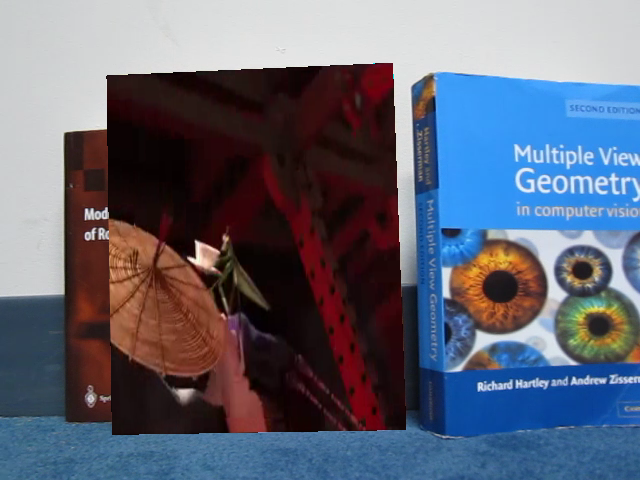 Mod
of Ro
Hartley and
Zisserman
Multiple View Geometry
SECOND EDITION
Multiple View
Geometry
in computer visio
Richard Hartley and Andrew Zisser